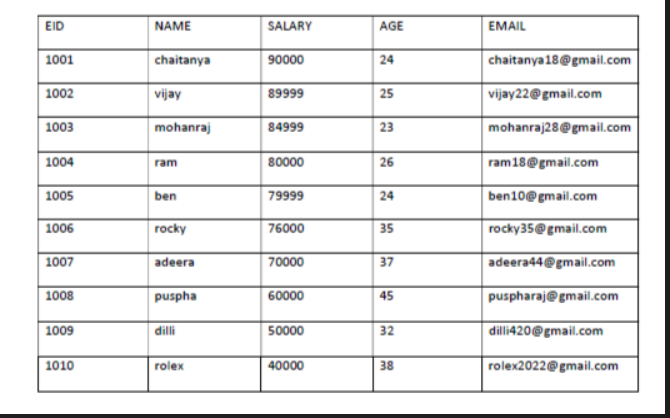 EID NAME SALARY AGE EMAIL
1001 chaitanya 90000 24 chaitanya18@gmail.com
1002 vijay 89999 25 vijay22@gmail.com
1003 mohanraj 84999 23 mohanraj28@gmail.com
1004 ram 80000 26 ram18@gmail.com
1005 ben 79999 24 ben10@gmail.com
1006 rocky 76000 35 rocky35@gmail.com
1007 adeera 70000 37 adeera44@gmail.com
1008 puspha 60000 45 puspharaj@gmail.com
1009 dilli 50000 32 dilli420@gmail.com
1010 rolex 40000 38 rolex2022@gmail.com